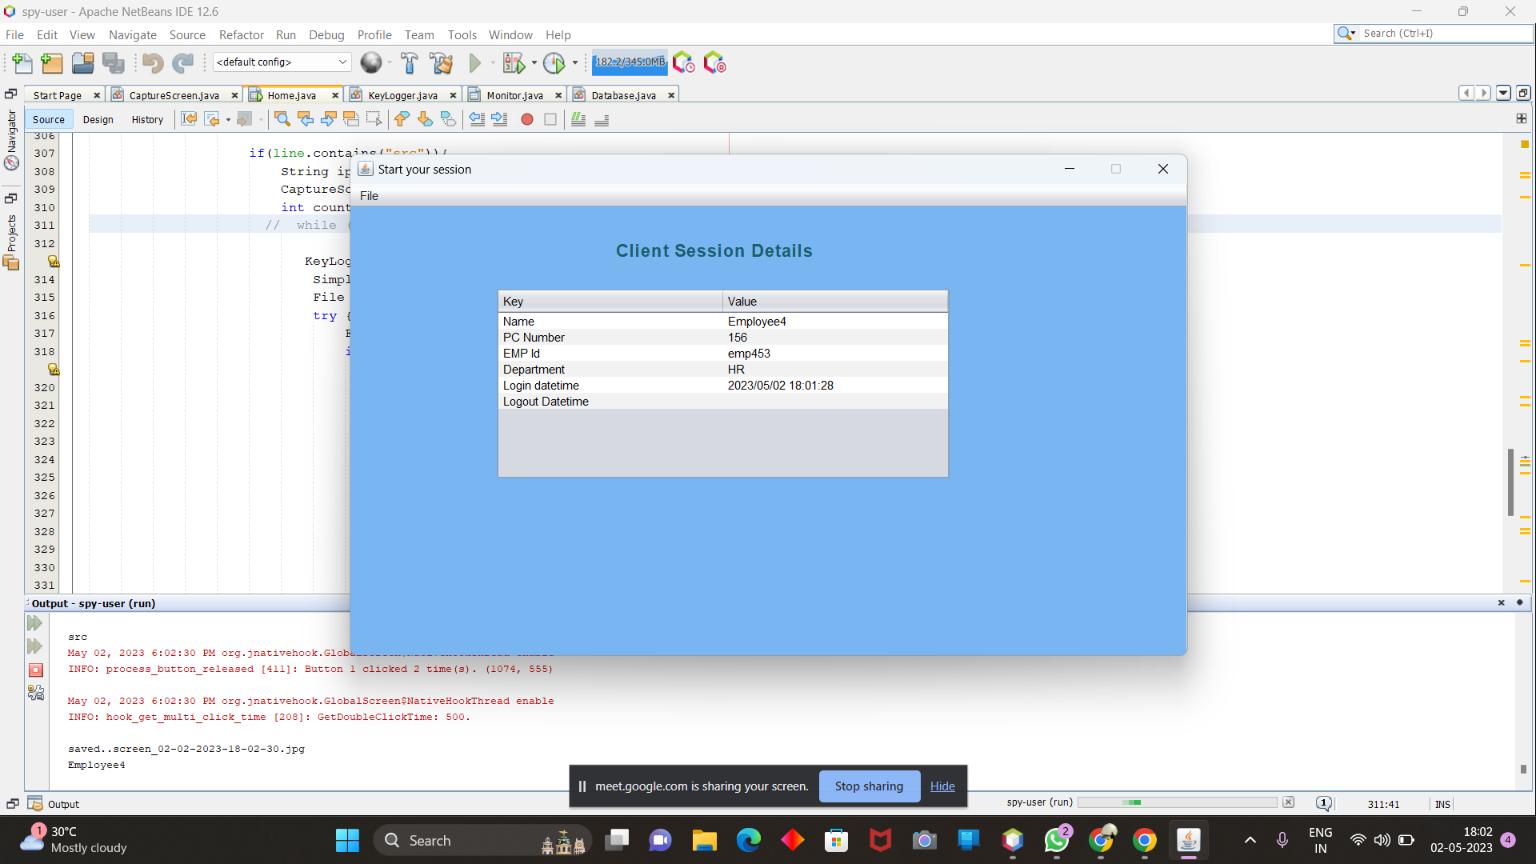 spy-user - Apache NetBeans IDE 12.6
File Edit View Navigate Source Refactor Run Debug Profile Team Tools Window Help
Search (Ctrl+I)
<default config>
182.2/345.0MB
Start Page CaptureScreen.java Home.java KeyLogger.java Monitor.java Database.java
Source Design History
Navigator
Projects
306
307 if(line.contains("src")){
308 String ip
309 CaptureSc
310 int count
311 // while (
312
KeyLog
314 Simpl
315 File
316 try {
317
318
320
321
322
323
324
325
326
327
328
329
330
331
Start your session
File
Client Session Details
Key Value
Name Employee4
PC Number 156
EMP Id emp453
Department HR
Login datetime 2023/05/02 18:01:28
Logout Datetime
Output - spy-user (run)
src
May 02, 2023 6:02:30 PM
INFO: process_button_released [411]: Button 1 clicked 2 time(s). (1074, 555)
May 02, 2023 6:02:30 PM org.jnativehook.GlobalScreen$NativeHookThread enable
INFO: hook_get_multi_click_time [208]: GetDoubleClickTime: 500.
saved..screen_02-02-2023-18-02-30.jpg
Employee4
meet.google.com is sharing your screen. Stop sharing Hide
Output
spy-user (run)
1
311:41 INS
1
30°C
Mostly cloudy
Search
2
ENG
IN
18:02
02-05-2023
4